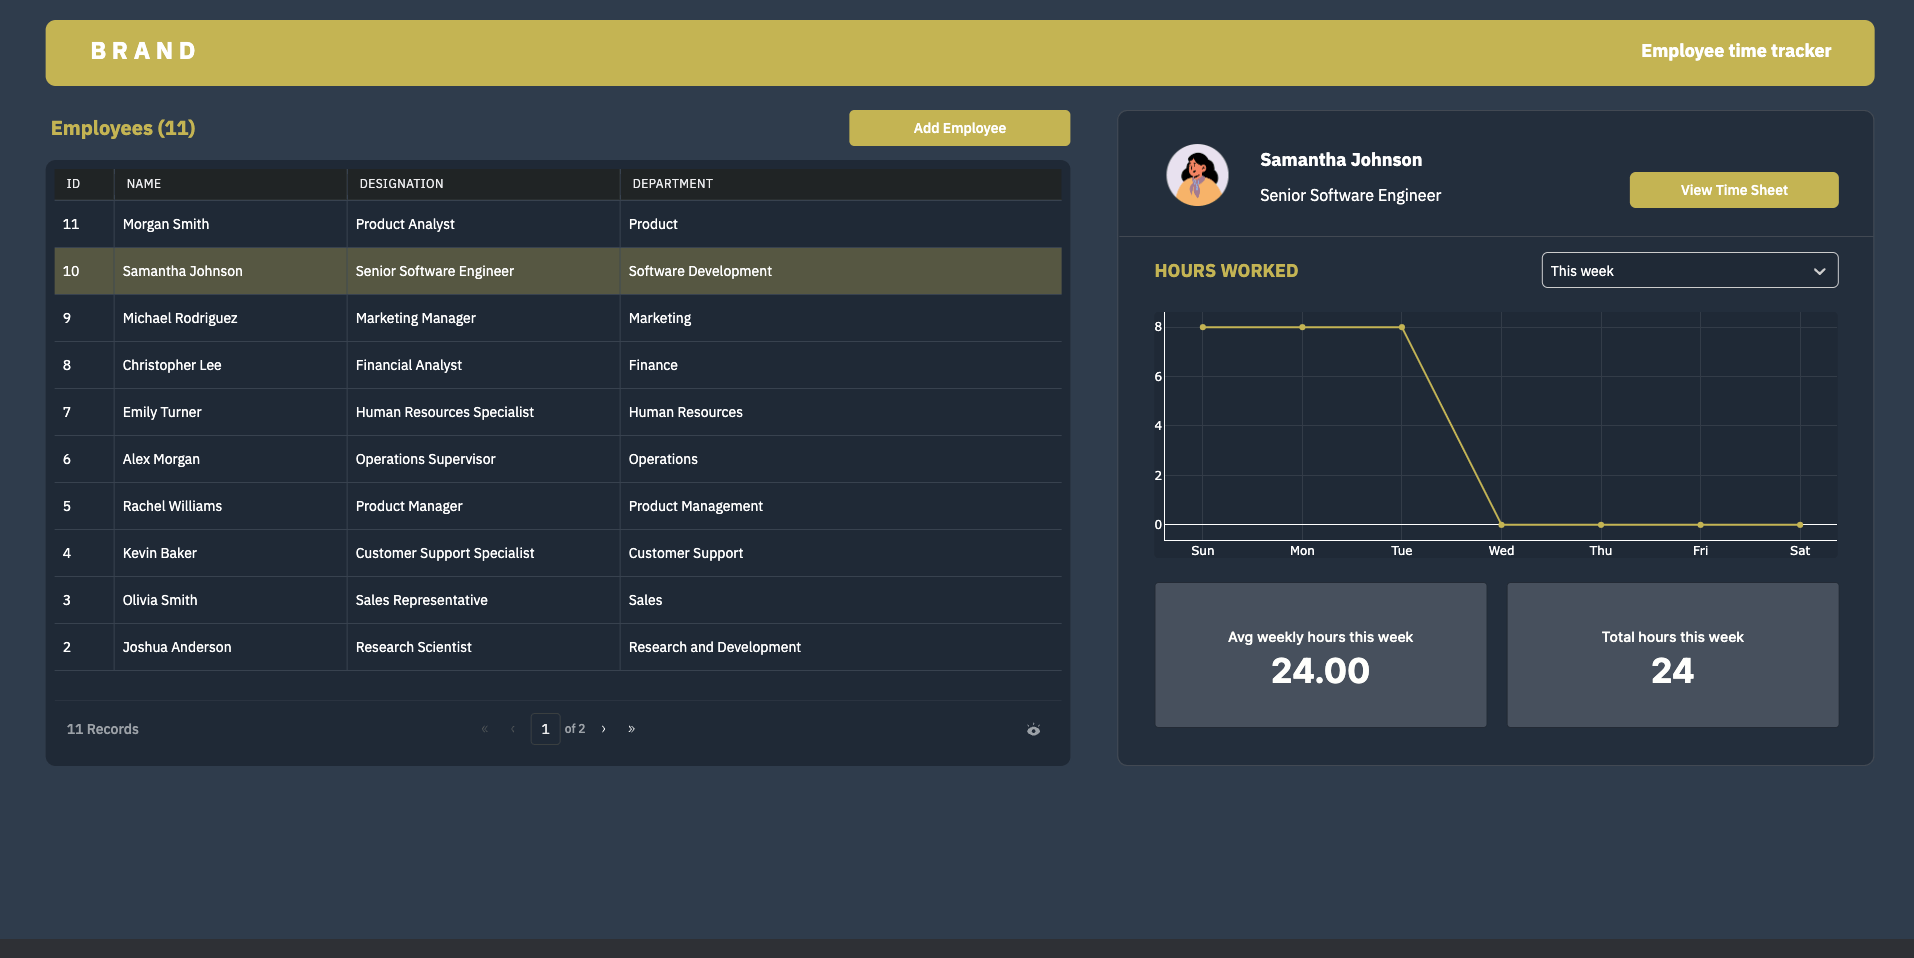 BRAND
Employee time tracker
Employees (11)
Add Employee
ID NAME DESIGNATION DEPARTMENT
11 Morgan Smith Product Analyst Product
10 Samantha Johnson Senior Software Engineer Software Development
9 Michael Rodriguez Marketing Manager Marketing
8 Christopher Lee Financial Analyst Finance
7 Emily Turner Human Resources Specialist Human Resources
6 Alex Morgan Operations Supervisor Operations
5 Rachel Williams Product Manager Product Management
4 Kevin Baker Customer Support Specialist Customer Support
3 Olivia Smith Sales Representative Sales
2 Joshua Anderson Research Scientist Research and Development
11 Records « ‹ 1 of 2 › »
Samantha Johnson
Senior Software Engineer
View Time Sheet
HOURS WORKED
This week
8
6
4
2
0
Sun Mon Tue Wed Thu Fri Sat
Avg weekly hours this week
24.00
Total hours this week
24